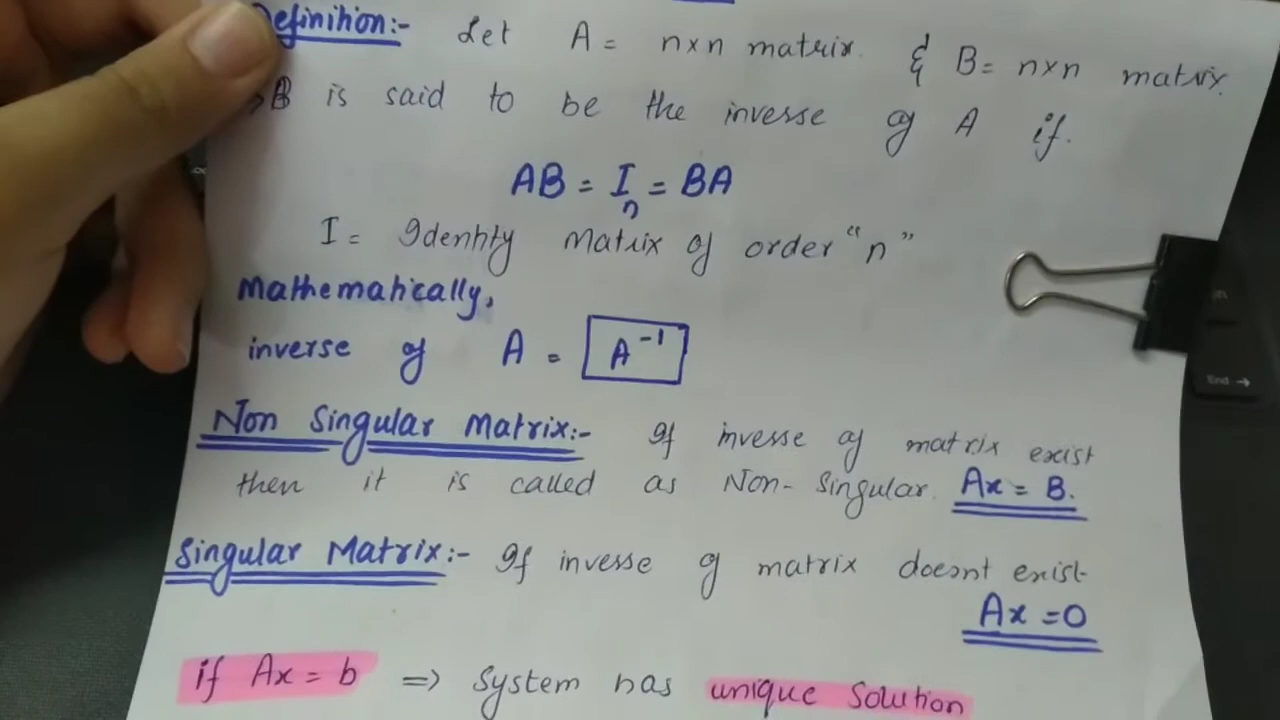 Definition:- Let A = n×n matrix. & B = n×n matrix.
B is said to be the inverse of A if.
AB = Iₙ = BA
I = Identity Matrix of order "n"
Mathematically,
inverse of A = A⁻¹
Non Singular Matrix:- If inverse of matrix exist
then it is called as Non-Singular. Ax = B.
Singular Matrix:- If inverse of matrix doesnt exist
Ax = 0
if Ax = b ⇒ System has unique solution
End →